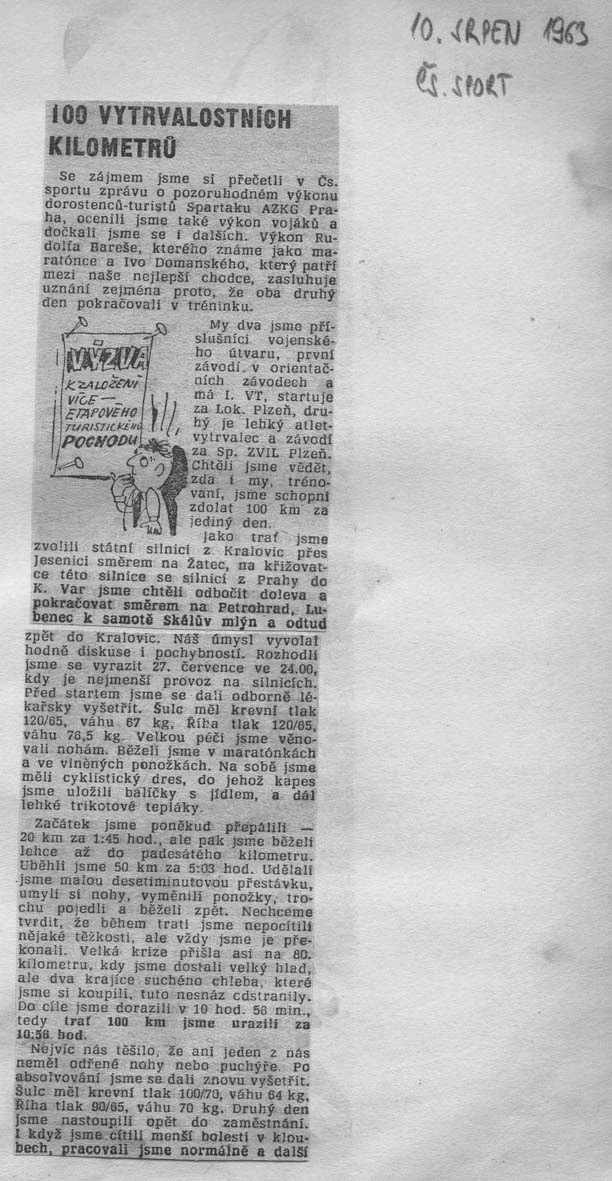 10. SRPEN 1963
ČS. SPORT
100 VYTRVALOSTNÍCH
KILOMETRŮ
Se zájmem jsme si přečetli v Čs.
sportu zprávu o pozoruhodném výkonu
dorostenců-turistů Spartaku AZKG Pra-
ha, ocenili jsme také výkon vojáků a
dočkali jsme se i dalších. Výkon Ru-
dolfa Bareše, kterého známe jako ma-
ratónce a Ivo Domanského, který patří
mezi naše nejlepší chodce, zasluhuje
uznání zejména proto, že oba druhý
den pokračovali v tréninku.
VÝZVA
K ZALOŽENÍ
VÍCE —
ETAPOVÉHO
TURISTICKÉHO
POCHODU
My dva jsme pří-
slušníci vojenské-
ho útvaru, první
závodí v orientač-
ních závodech a
má I. VT, startuje
za Lok. Plzeň, dru-
hý je lehký atlet-
vytrvalec a závodí
za Sp. ZVIL Plzeň.
Chtěli jsme vědět,
zda i my, tréno-
vaní, jsme schopni
zdolat 100 km za
jediný den.
Jako trať jsme
zvolili státní silnici z Kralovic přes
Jesenici směrem na Žatec, na křižovat-
ce této silnice se silnicí z Prahy do
K. Var jsme chtěli odbočit doleva a
pokračovat směrem na Petrohrad, Lu-
benec k samotě Skálův mlýn a odtud
zpět do Kralovic. Náš úmysl vyvolal
hodně diskuse i pochybností. Rozhodli
jsme se vyrazit 27. července ve 24.00,
kdy je nejmenší provoz na silnicích.
Před startem jsme se dali odborně lé-
kařsky vyšetřit. Šulc měl krevní tlak
120/65, váhu 67 kg, Říha tlak 120/65,
váhu 76,5 kg. Velkou péči jsme věno-
vali nohám. Běželi jsme v maratónkách
a ve vlněných ponožkách. Na sobě jsme
měli cyklistický dres, do jehož kapes
jsme uložili balíčky s jídlem, a dál
lehké trikotové tepláky.
Začátek jsme poněkud přepálili —
20 km za 1:45 hod., ale pak jsme běželi
lehce až do padesátého kilometru.
Uběhli jsme 50 km za 5:03 hod. Udělali
jsme malou desetiminutovou přestávku,
umyli si nohy, vyměnili ponožky, tro-
chu pojedli a běželi zpět. Nechceme
tvrdit, že během trati jsme nepocítili
nějaké těžkosti, ale vždy jsme je pře-
konali. Velká krize přišla asi na 80.
kilometru, kdy jsme dostali velký hlad,
ale dva krajíce suchého chleba, které
jsme si koupili, tuto nesnáz odstranily.
Do cíle jsme dorazili v 10 hod. 56 min.,
tedy trať 100 km jsme urazili za
10:56 hod.
Nejvíc nás těšilo, že ani jeden z nás
neměl odřené nohy nebo puchýře. Po
absolvování jsme se dali znovu vyšetřit.
Šulc měl krevní tlak 100/70, váhu 64 kg,
Říha tlak 90/65, váhu 70 kg. Druhý den
jsme nastoupili opět do zaměstnání.
I když jsme cítili menší bolesti v klou-
bech, pracovali jsme normálně a další